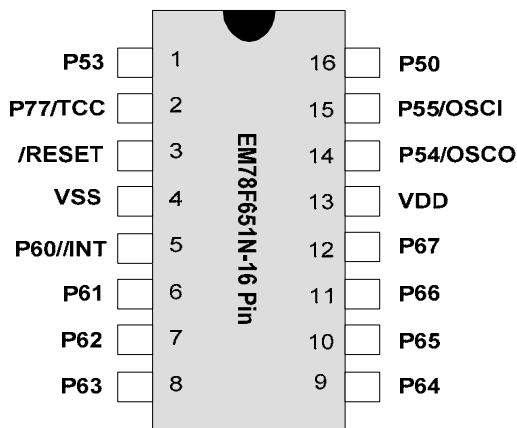 P53 1 16 P50
P77/TCC 2 15 P55/OSCI
/RESET 3 14 P54/OSCO
VSS 4 13 VDD
P60//INT 5 12 P67
P61 6 11 P66
P62 7 10 P65
P63 8 9 P64
EM78F651N-16 Pin